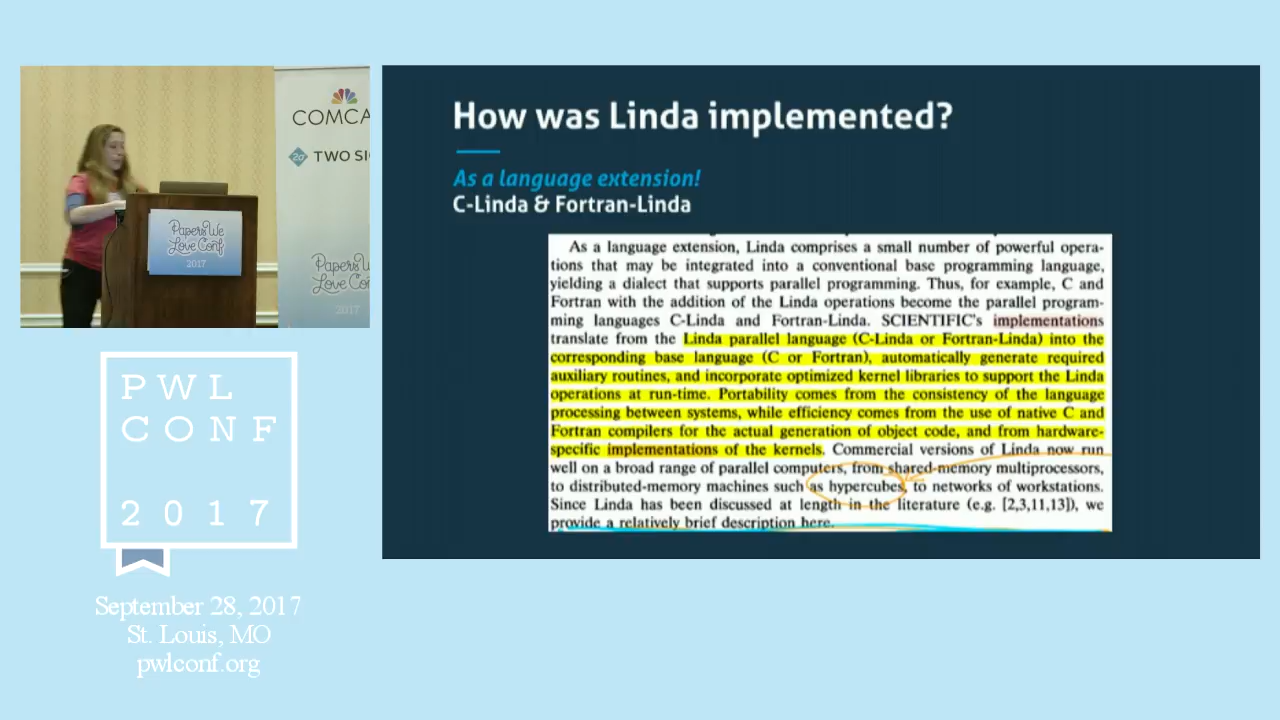 COMCA
TWO SI
Papers We
Love Conf
2017
Papers W
Love Co
2017
PWL
CONF
2017
September 28, 2017
St. Louis, MO
pwlconf.org
How was Linda implemented?
As a language extension!
C-Linda & Fortran-Linda
As a language extension, Linda comprises a small number of powerful opera-
tions that may be integrated into a conventional base programming language,
yielding a dialect that supports parallel programming. Thus, for example, C and
Fortran with the addition of the Linda operations become the parallel program-
ming languages C-Linda and Fortran-Linda. SCIENTIFIC's implementations
translate from the Linda parallel language (C-Linda or Fortran-Linda) into the
corresponding base language (C or Fortran), automatically generate required
auxiliary routines, and incorporate optimized kernel libraries to support the Linda
operations at run-time. Portability comes from the consistency of the language
processing between systems, while efficiency comes from the use of native C and
Fortran compilers for the actual generation of object code, and from hardware-
specific implementations of the kernels. Commercial versions of Linda now run
well on a broad range of parallel computers, from shared-memory multiprocessors,
to distributed-memory machines such as hypercubes, to networks of workstations.
Since Linda has been discussed at length in the literature (e.g. [2,3,11,13]), we
provide a relatively brief description here.